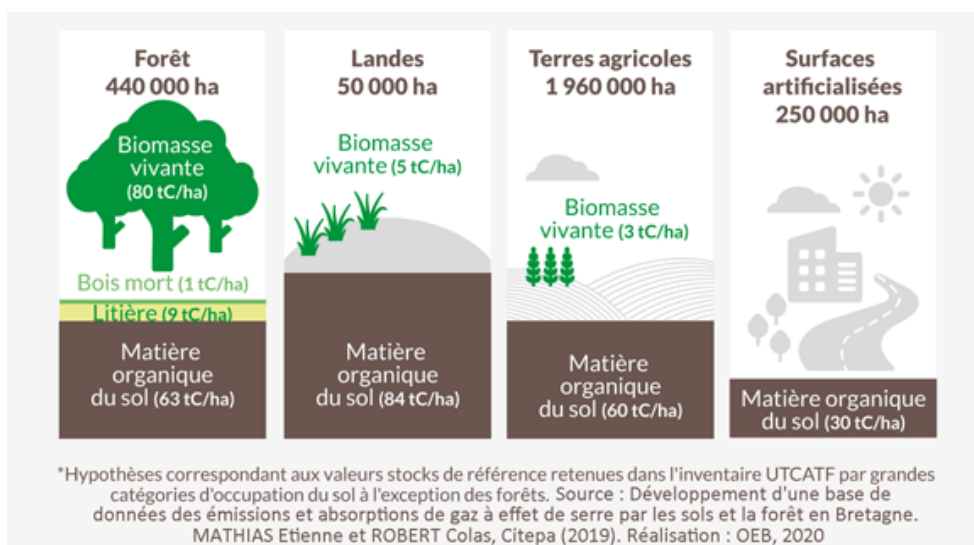 Forêt
440 000 ha
Biomasse
vivante
(80 tC/ha)
Bois mort (1 tC/ha)
Litière (9 tC/ha)
Matière
organique
du sol (63 tC/ha)
Landes
50 000 ha
Biomasse
vivante (5 tC/ha)
Matière
organique
du sol (84 tC/ha)
Terres agricoles
1 960 000 ha
Biomasse
vivante (3 tC/ha)
Matière
organique
du sol (60 tC/ha)
Surfaces
artificialisées
250 000 ha
Matière organique
du sol (30 tC/ha)
*Hypothèses correspondant aux valeurs stocks de référence retenues dans l'inventaire UTCATF par grandes
catégories d'occupation du sol à l'exception des forêts. Source : Développement d'une base de
données des émissions et absorptions de gaz à effet de serre par les sols et la forêt en Bretagne.
MATHIAS Etienne et ROBERT Colas, Citepa (2019). Réalisation : OEB, 2020